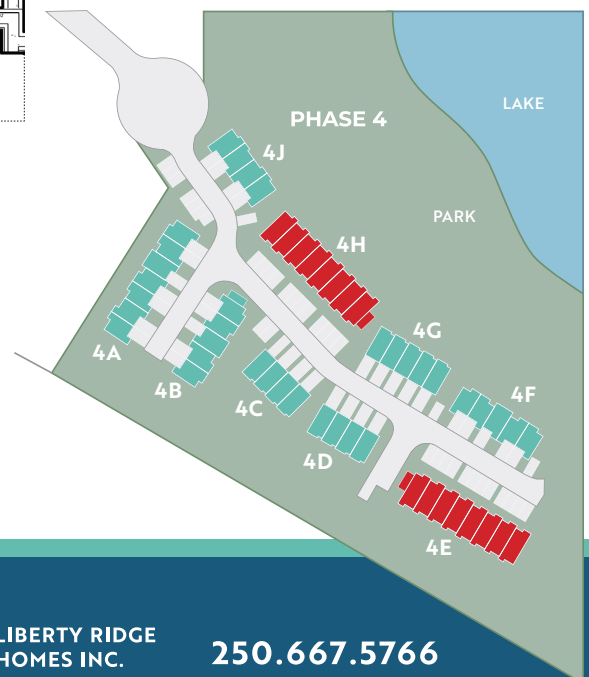 LAKE
PHASE 4
4J
PARK
4H
4G
4A
4B
4C
4F
4D
4E
LIBERTY RIDGE
HOMES INC.
250.667.5766